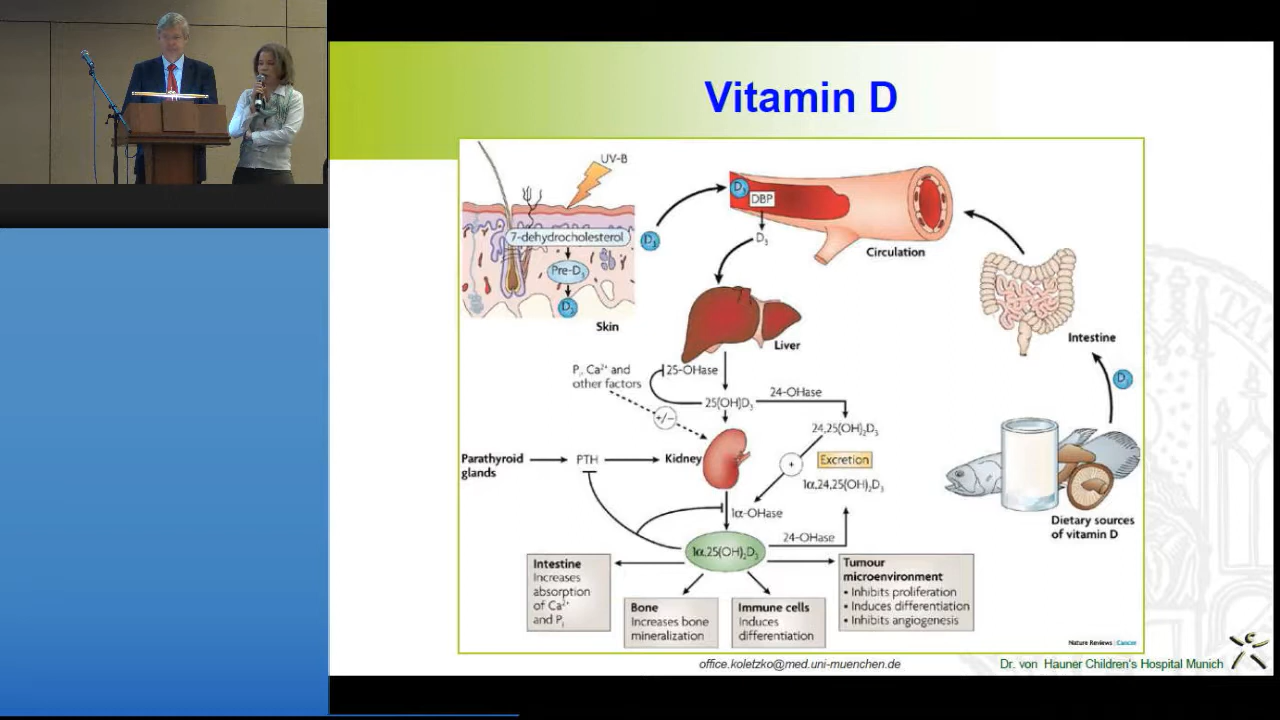 Vitamin D
UV-B
7-dehydrocholesterol
Pre-D3
D3
Skin
D3
D3
DBP
D3
Circulation
Liver
Intestine
D3
Dietary sources
of vitamin D
Pi, Ca2+ and
other factors
25-OHase
25(OH)D3
24-OHase
+/−
24,25(OH)2D3
Parathyroid
glands
PTH
Kidney
+
Excretion
1α,24,25(OH)2D3
1α-OHase
24-OHase
1α,25(OH)2D3
Intestine
Increases
absorption
of Ca2+
and Pi
Bone
Increases bone
mineralization
Immune cells
Induces
differentiation
Tumour
microenvironment
• Inhibits proliferation
• Induces differentiation
• Inhibits angiogenesis
Nature Reviews | Cancer
office.koletzko@med.uni-muenchen.de
Dr. von Hauner Children's Hospital Munich